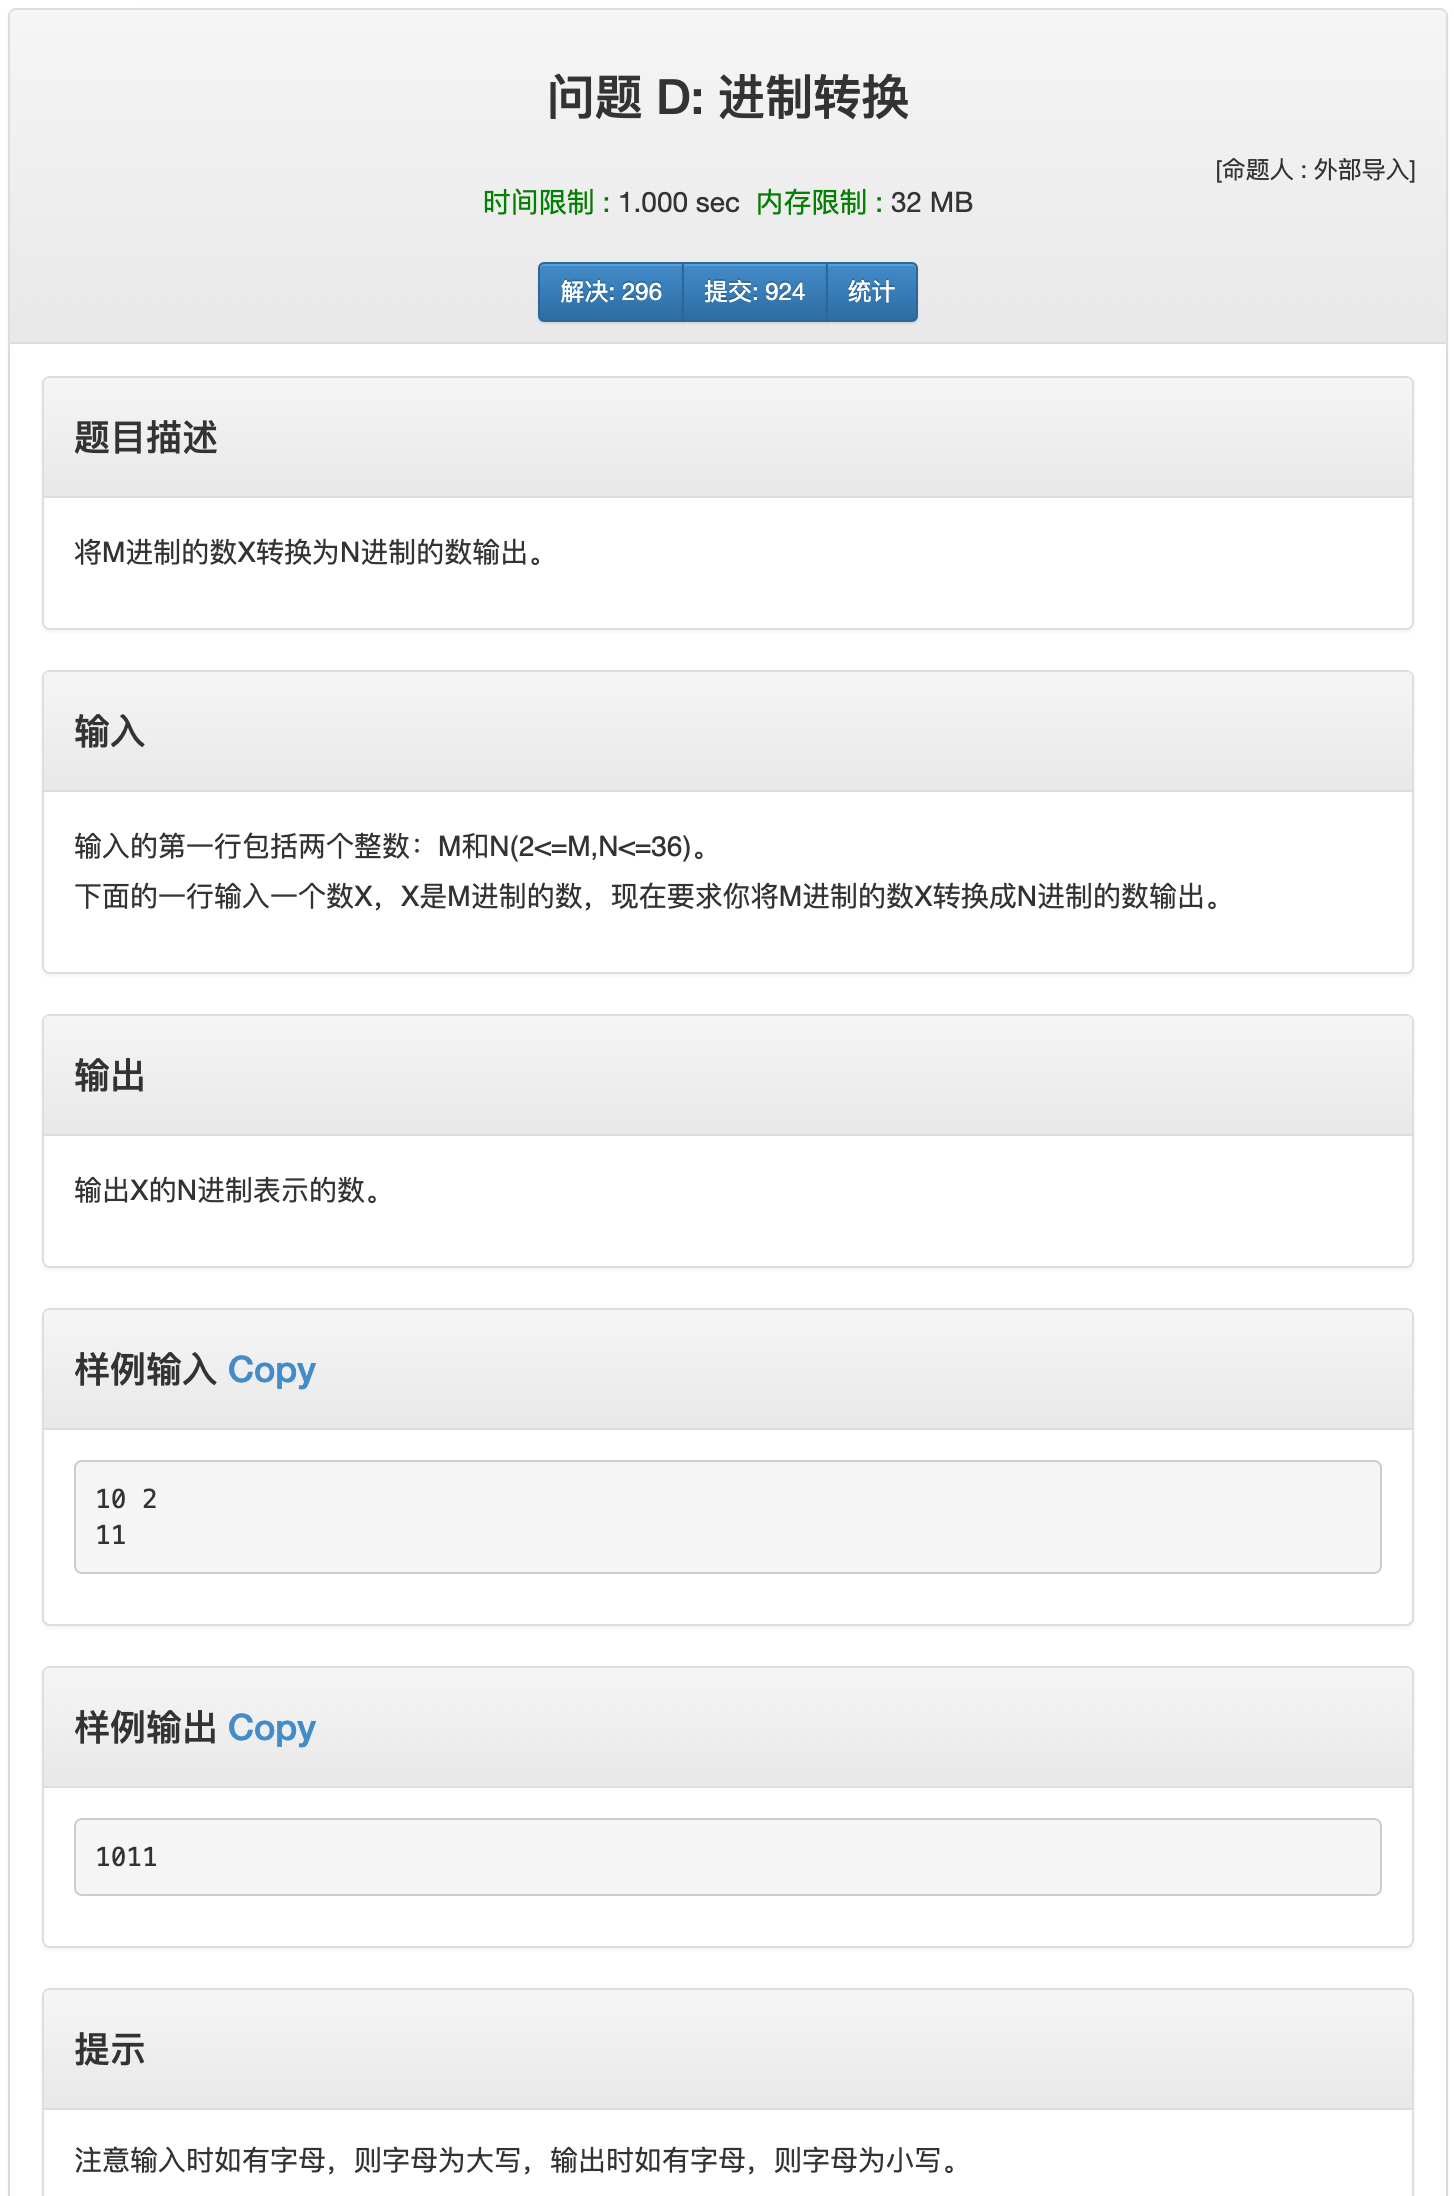 问题 D: 进制转换
[命题人 : 外部导入]
时间限制 : 1.000 sec 内存限制 : 32 MB
解决: 296 提交: 924 统计
题目描述
将M进制的数X转换为N进制的数输出。
输入
输入的第一行包括两个整数：M和N(2<=M,N<=36)。
下面的一行输入一个数X，X是M进制的数，现在要求你将M进制的数X转换成N进制的数输出。
输出
输出X的N进制表示的数。
样例输入 Copy
10 2
11
样例输出 Copy
1011
提示
注意输入时如有字母，则字母为大写，输出时如有字母，则字母为小写。